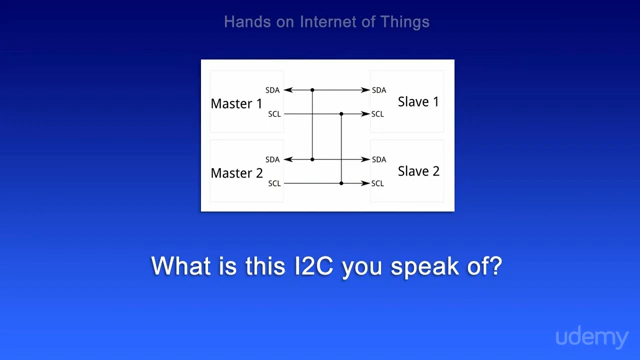 Hands on Internet of Things
SDA SDA
Master 1 Slave 1
SCL SCL
SDA SDA
Master 2 Slave 2
SCL SCL
What is this I2C you speak of?
udemy